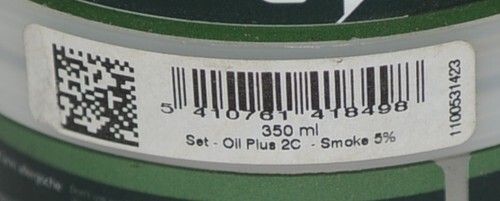 5 410761 418498
350 ml
Set - Oil Plus 2C - Smoke 5%
1100531423